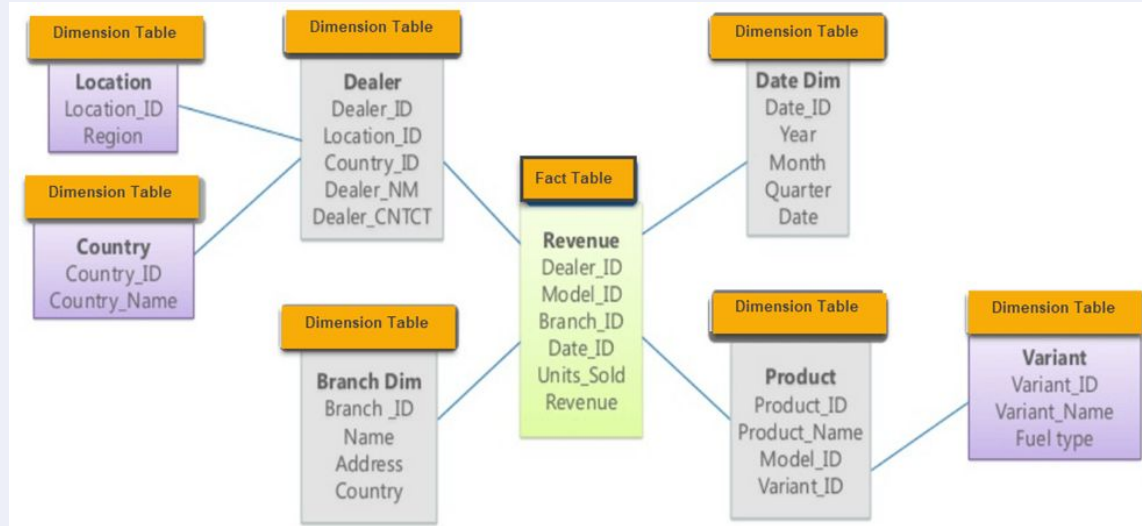 Dimension Table
Location
Location_ID
Region
Dimension Table
Country
Country_ID
Country_Name
Dimension Table
Dealer
Dealer_ID
Location_ID
Country_ID
Dealer_NM
Dealer_CNTCT
Dimension Table
Branch Dim
Branch _ID
Name
Address
Country
Fact Table
Revenue
Dealer_ID
Model_ID
Branch_ID
Date_ID
Units_Sold
Revenue
Dimension Table
Date Dim
Date_ID
Year
Month
Quarter
Date
Dimension Table
Product
Product_ID
Product_Name
Model_ID
Variant_ID
Dimension Table
Variant
Variant_ID
Variant_Name
Fuel type